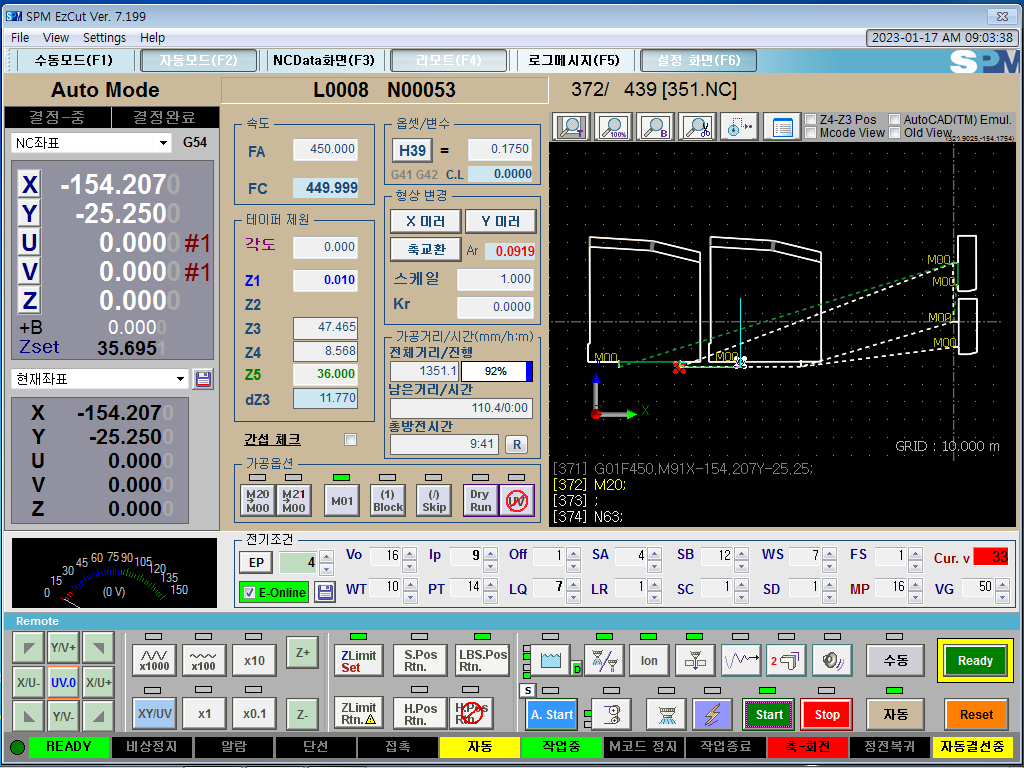 SPM EzCut Ver. 7.199
File View Settings Help
2023-01-17 AM 09:03:38
수동모드(F1) 자동모드(F2) NCData화면(F3) 리모트(F4) 로그메시지(F5) 설정 화면(F6) SPM
Auto Mode L0008 N00053 372/ 439 [351.NC]
결정-중 결정완료
NC좌표 G54
X -154.2070
Y -25.2500
U 0.0000 #1
V 0.0000 #1
Z 0.0000
+B 0.0000
Zset 35.6951
현재좌표
X -154.2070
Y -25.2500
U 0.0000
V 0.0000
Z 0.0000
속도
FA 450.000
FC 449.999
테이퍼 제원
각도 0.000
Z1 0.010
Z2
Z3 47.465
Z4 8.568
Z5 36.000
dZ3 11.770
간섭 체크
옵셋/변수
H39 = 0.1750
G41 G42 C.L 0.0000
형상 변경
X 미러 Y 미러
축교환 Ar 0.0919
스케일 1.000
Kr 0.0000
가공거리/시간(mm/h:m)
전체거리/진행
1351.1 92%
남은거리/시간
110.4/0:00
총방전시간
9:41 R
가공옵션
M20 M00 M21 M00 M01 (1) Block (/) Skip Dry Run UV
100% B
Z4-Z3 Pos AutoCAD(TM) Emul.
Mcode View Old View
M00
M00
M00
M00
M00 M00
X
GRID : 10.000 m
[371] G01F450,M91X-154,207Y-25,25;
[372] M20;
[373] ;
[374] N63;
0 15 30 45 60 75 90 105 120 135 150
(0 V)
전기조건
EP 4 Vo 16 Ip 9 Off 1 SA 4 SB 12 WS 7 FS 1 Cur. v 33
E-Online WT 10 PT 14 LQ 7 LR 1 SC 1 SD 1 MP 16 VG 50
Remote
Y/V+ x1000 x100 x10 Z+ ZLimit Set S.Pos Rtn. LBS.Pos Rtn. D Ion 2 수동 Ready
X/U- UV.0 X/U+
Y/V- XY/UV x1 x0.1 Z- ZLimit Rtn. H.Pos Rtn. H.Pos Rtn. S A. Start Start Stop 자동 Reset
READY 비상정지 알람 단선 접촉 자동 작업중 M코드 정지 작업종료 축-회전 정전복귀 자동결선중